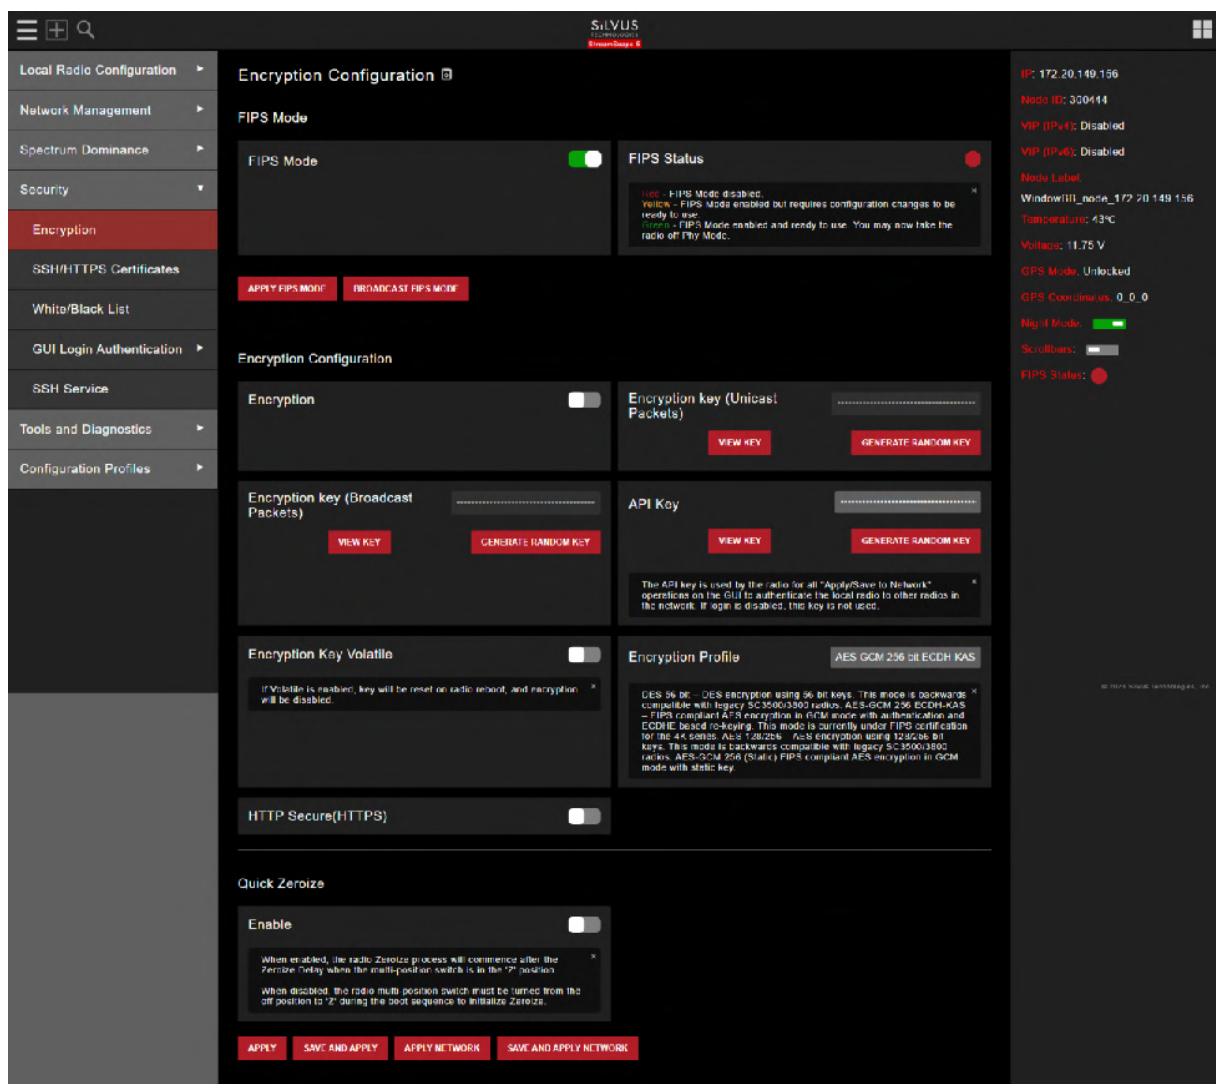 SiLVUS
TECHNOLOGIES
StreamScape 5
Local Radio Configuration
Network Management
Spectrum Dominance
Security
Encryption
SSH/HTTPS Certificates
White/Black List
GUI Login Authentication
SSH Service
Tools and Diagnostics
Configuration Profiles
Encryption Configuration
FIPS Mode
FIPS Mode
FIPS Status
Red - FIPS Mode disabled.
Yellow - FIPS Mode enabled but requires configuration changes to be
ready to use.
Green - FIPS Mode enabled and ready to use. You may now take the
radio off Phy Mode.
APPLY FIPS MODE
BROADCAST FIPS MODE
Encryption Configuration
Encryption
Encryption key (Unicast
Packets)
VIEW KEY
GENERATE RANDOM KEY
Encryption key (Broadcast
Packets)
VIEW KEY
GENERATE RANDOM KEY
API Key
VIEW KEY
GENERATE RANDOM KEY
The API key is used by the radio for all "Apply/Save to Network"
operations on the GUI to authenticate the local radio to other radios in
the network. If login is disabled, this key is not used.
Encryption Key Volatile
If Volatile is enabled, key will be reset on radio reboot, and encryption
will be disabled.
Encryption Profile
AES GCM 256 bit ECDH KAS
DES 56 bit – DES encryption using 56 bit keys. This mode is backwards
compatible with legacy SC3500/3800 radios. AES-GCM 256 ECDH-KAS
– FIPS compliant AES encryption in GCM mode with authentication and
ECDHE based re-keying. This mode is currently under FIPS certification
for the 4K series. AES 128/256 – AES encryption using 128/256 bit
keys. This mode is backwards compatible with legacy SC3500/3800
radios. AES-GCM 256 (Static) FIPS compliant AES encryption in GCM
mode with static key.
HTTP Secure(HTTPS)
Quick Zeroize
Enable
When enabled, the radio Zeroize process will commence after the
Zeroize Delay when the multi-position switch is in the 'Z' position
When disabled, the radio multi-position switch must be turned from the
off position to 'Z' during the boot sequence to initialize Zeroize.
APPLY
SAVE AND APPLY
APPLY NETWORK
SAVE AND APPLY NETWORK
IP: 172.20.149.156
Node ID: 300444
VIP (IPv4): Disabled
VIP (IPv6): Disabled
Node Label:
WindowBB_node_172 20 149 156
Temperature: 43°C
Voltage: 11.75 V
GPS Mode: Unlocked
GPS Coordinates: 0_0_0
Night Mode:
Scrollbars:
FIPS Status:
Silvus Technologies, Inc